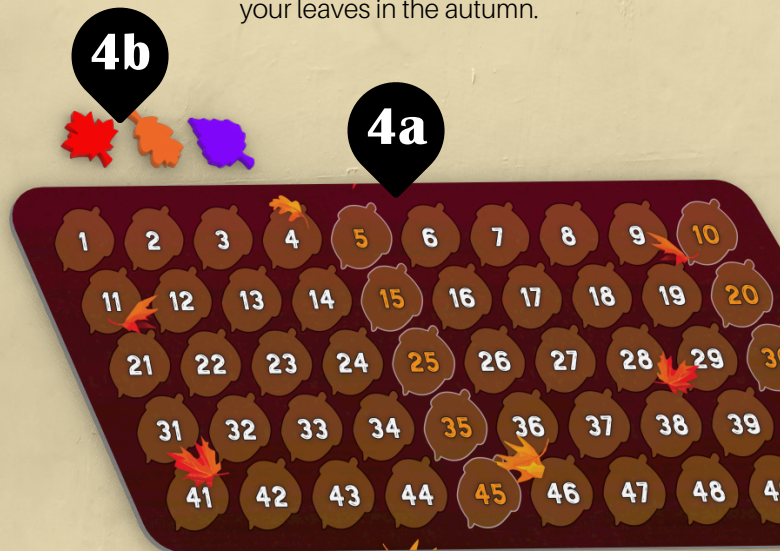 your leaves in the autumn.
4b
4a
1 2 3 4 5 6 7 8 9 10
11 12 13 14 15 16 17 18 19 20
21 22 23 24 25 26 27 28 29
31 32 33 34 35 36 37 38 39
41 42 43 44 45 46 47 48